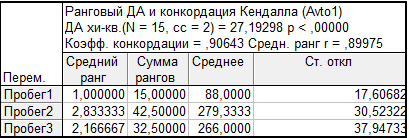 Ранговый ДА и конкордация Кендалла (Avto1)
ДА хи-кв.(N = 15, сс = 2) = 27,19298 p < ,00000
Коэфф. конкордации = ,90643 Средн. ранг r = ,89975
Перем. Средний ранг Сумма рангов Среднее Ст. откл
Пробег1 1,000000 15,00000 88,0000 17,60682
Пробег2 2,833333 42,50000 279,3333 30,52322
Пробег3 2,166667 32,50000 266,0000 37,94733